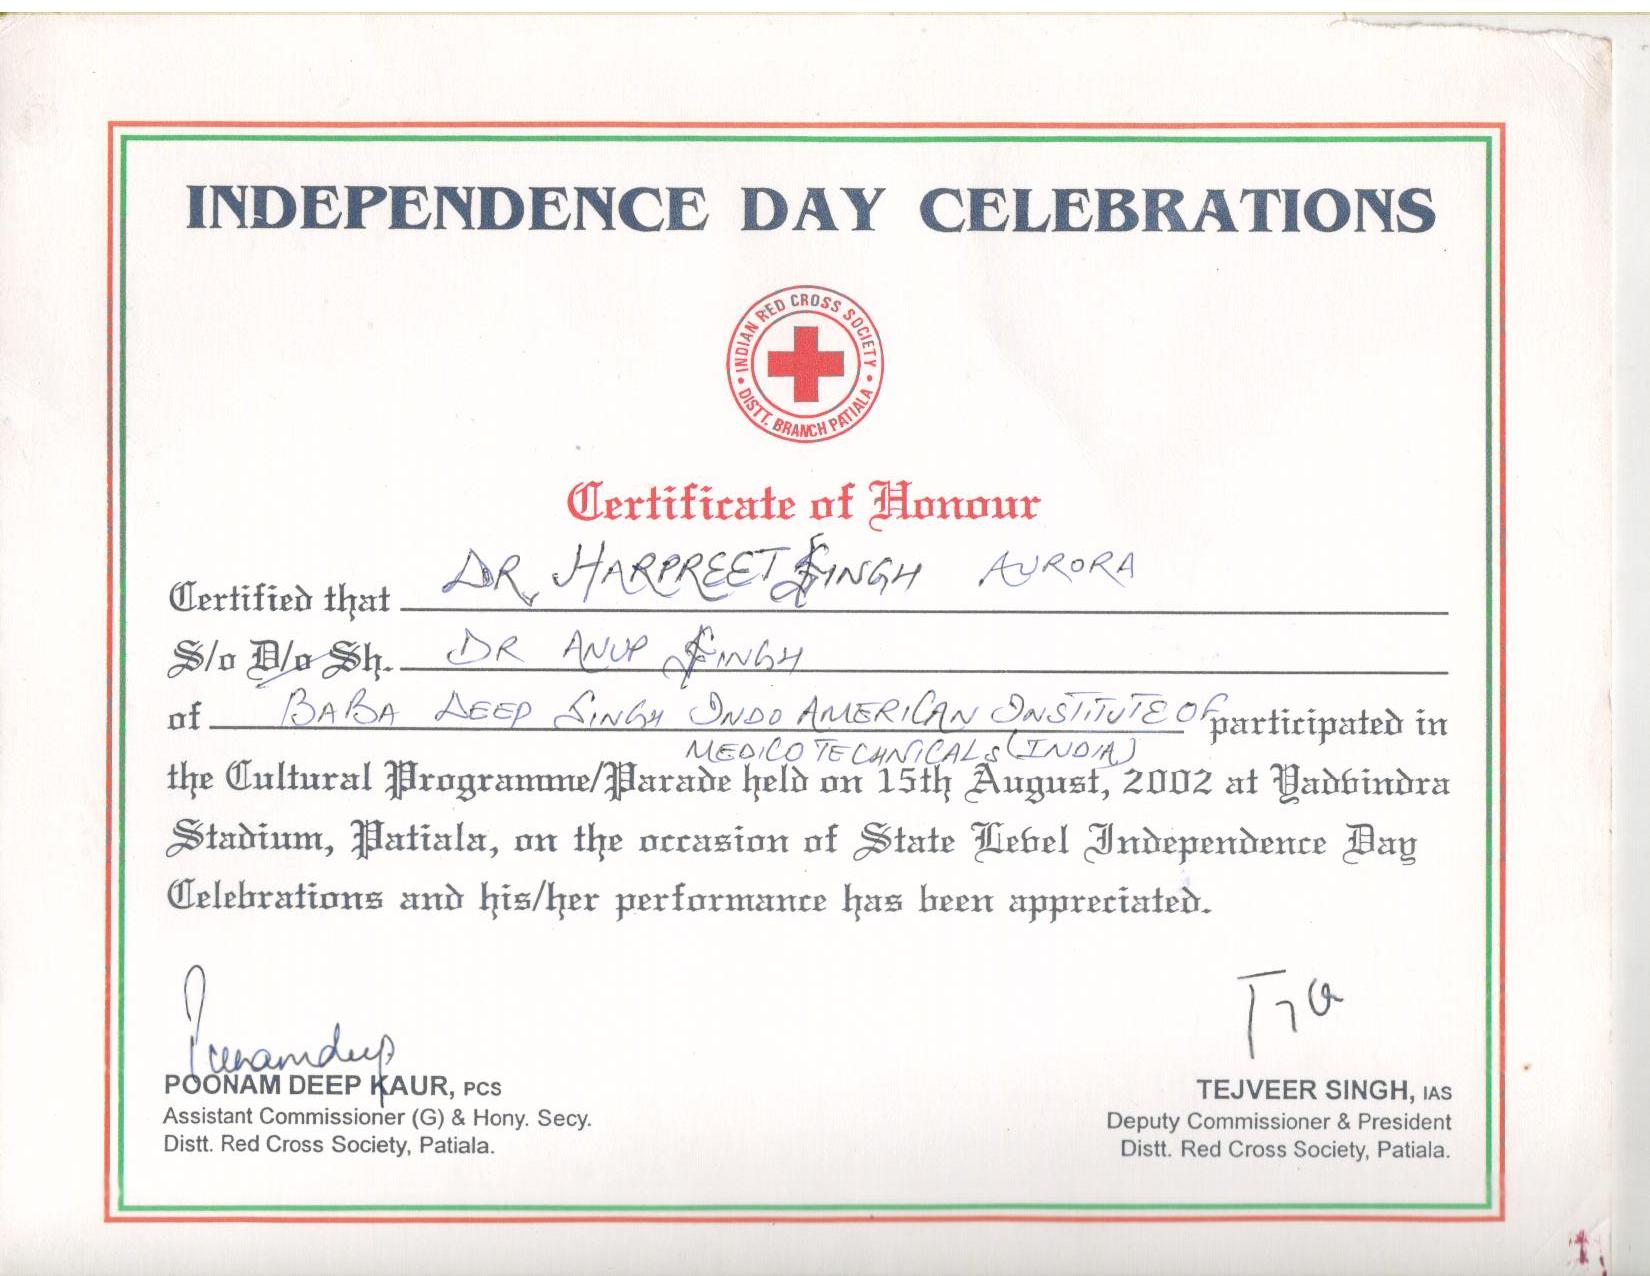 INDEPENDENCE DAY CELEBRATIONS
INDIAN RED CROSS SOCIETY
DISTT. BRANCH PATIALA
Certificate of Honour
Certified that DR. HARPREET SINGH AURORA
S/o D/o Sh. DR ANUP SINGH
of BABA DEEP SINGH INDO AMERICAN INSTITUTE OF participated in
MEDICO TECHNICALS (INDIA)
the Cultural Programme/Parade held on 15th August, 2002 at Yadvindra
Stadium, Patiala, on the occasion of State Level Independence Day
Celebrations and his/her performance has been appreciated.
Poonamdeep
POONAM DEEP KAUR, PCS
Assistant Commissioner (G) & Hony. Secy.
Distt. Red Cross Society, Patiala.
TEJVEER SINGH, IAS
Deputy Commissioner & President
Distt. Red Cross Society, Patiala.